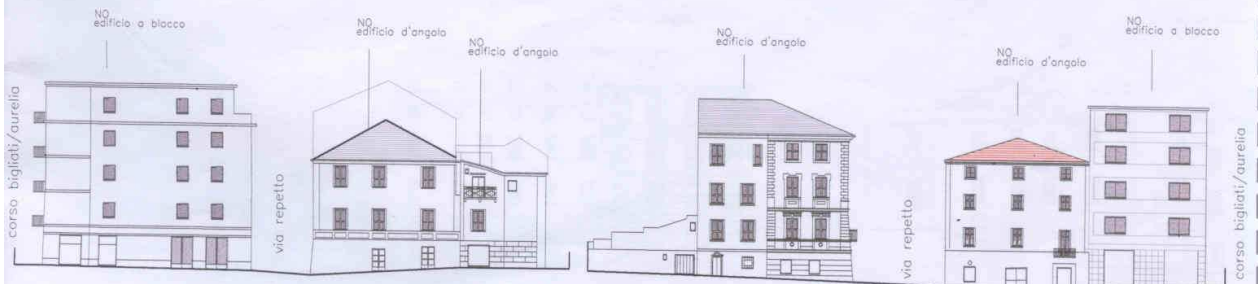 corso bigliati/aurelia
NO
edificio a blocco
via repetto
NO
edificio d'angolo
NO
edificio d'angolo
NO
edificio d'angolo
via repetto
NO
edificio d'angolo
NO
edificio a blocco
corso bigliati/aurelia